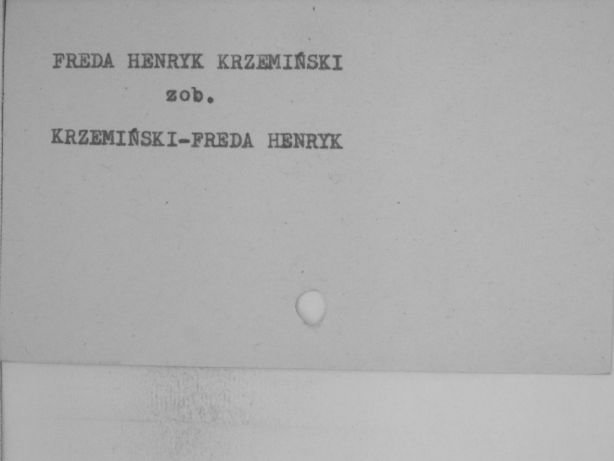 FREDA HENRYK KRZEMIŃSKI
zob.
KRZEMIŃSKI-FREDA HENRYK